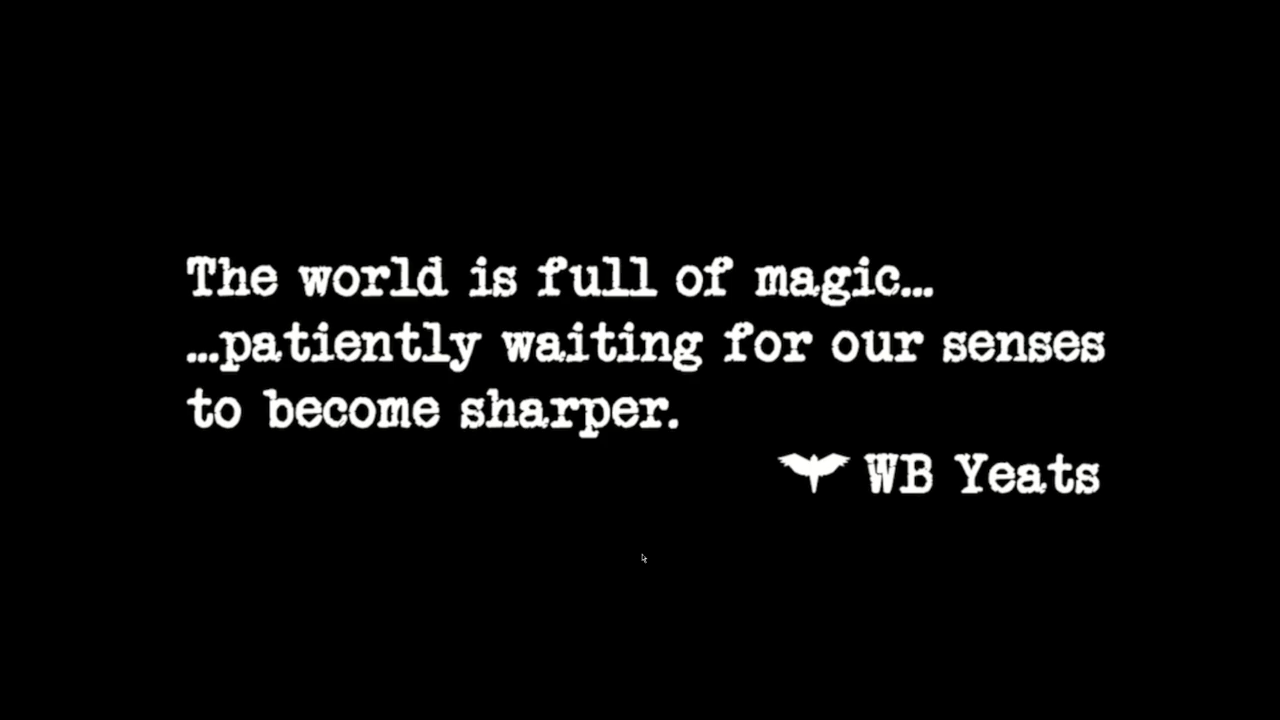 The world is full of magic...
...patiently waiting for our senses
to become sharper.
WB Yeats